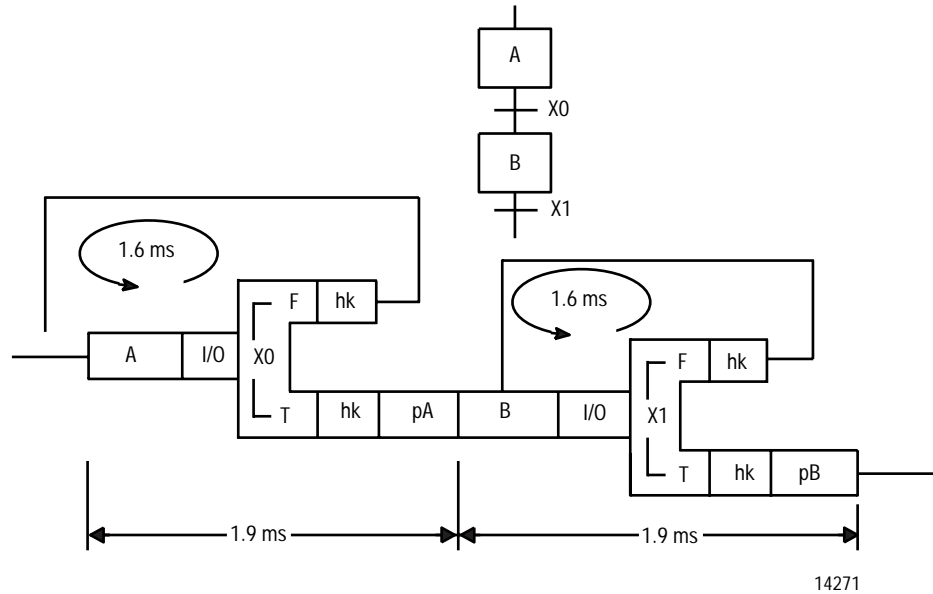 A
X0
B
X1
1.6 ms
1.6 ms
F hk
A I/O X0
F hk
T hk pA B I/O X1
T hk pB
1.9 ms 1.9 ms
14271